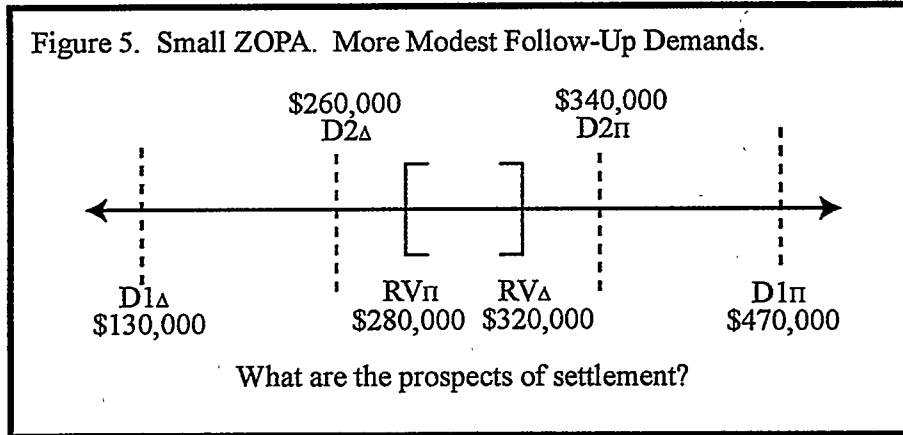 Figure 5. Small ZOPA. More Modest Follow-Up Demands.
$260,000 $340,000
D2Δ D2Π
D1Δ RVΠ RVΔ D1Π
$130,000 $280,000 $320,000 $470,000
What are the prospects of settlement?